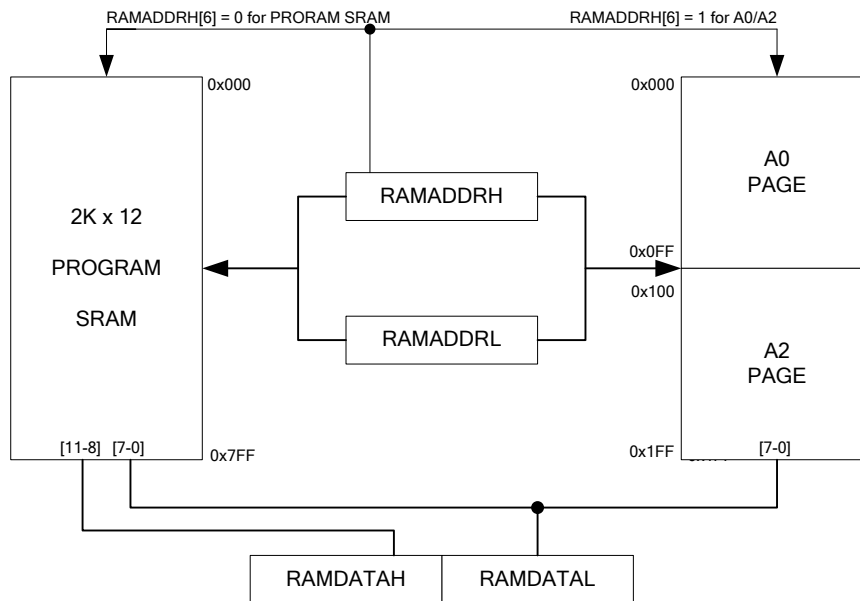 RAMADDRH[6] = 0 for PRORAM SRAM
RAMADDRH[6] = 1 for A0/A2
0x000
0x000
A0
PAGE
RAMADDRH
2K x 12
PROGRAM
SRAM
0x0FF
0x100
RAMADDRL
A2
PAGE
[11-8]
[7-0]
0x7FF
0x1FF
[7-0]
RAMDATAH
RAMDATAL